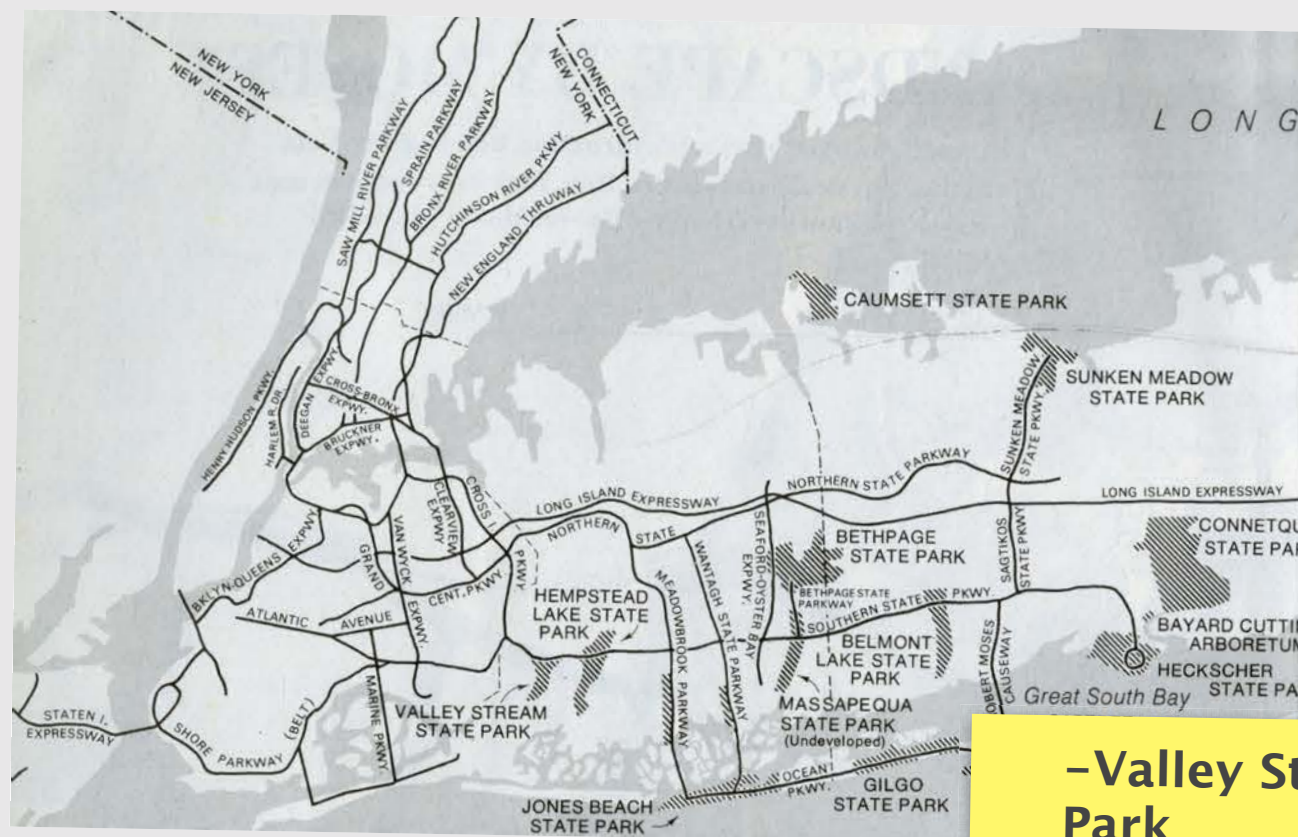 NEW YORK
NEW JERSEY
CONNECTICUT
NEW YORK
LONG
SAW MILL RIVER PARKWAY
SPRAIN PARKWAY
BRONX RIVER PARKWAY
HUTCHINSON RIVER PKWY
NEW ENGLAND THRUWAY
CAUMSETT STATE PARK
SUNKEN MEADOW
STATE PARK
SUNKEN MEADOW
STATE PKWY.
HENRY HUDSON PKWY.
HARLEM R. DR.
DEEGAN
EXPWY.
CROSS-BRONX
EXPWY.
BRUCKNER
EXPWY.
CLEARVIEW
EXPWY
CROSS I.
PKWY
LONG ISLAND EXPRESSWAY
NORTHERN STATE PARKWAY
LONG ISLAND EXPRESSWAY
NORTHERN
STATE
BKLYN-QUEENS EXPWY
GRAND
CENT. PKWY
VAN WYCK
EXPWY.
ATLANTIC AVENUE
HEMPSTEAD
LAKE STATE
PARK
MEADOWBROOK PARKWAY
WANTAGH STATE PARKWAY
SEAFORD-OYSTER BAY
EXPWY.
BETHPAGE
STATE PARK
BETHPAGE STATE
PARKWAY
SOUTHERN STATE PKWY.
SAGTIKOS
STATE PKWY
CONNETQU
STATE PAR
BAYARD CUTTI
ARBORETUM
HECKSCHER
STATE PA
BELMONT
LAKE STATE
PARK
ROBERT MOSES
CAUSEWAY
Great South Bay
MASSAPEQUA
STATE PARK
(Undeveloped)
VALLEY STREAM
STATE PARK
MARINE PKWY.
STATEN I.
EXPRESSWAY
SHORE PARKWAY (BELT)
OCEAN
PKWY.
GILGO
STATE PARK
JONES BEACH
STATE PARK
–Valley St
Park